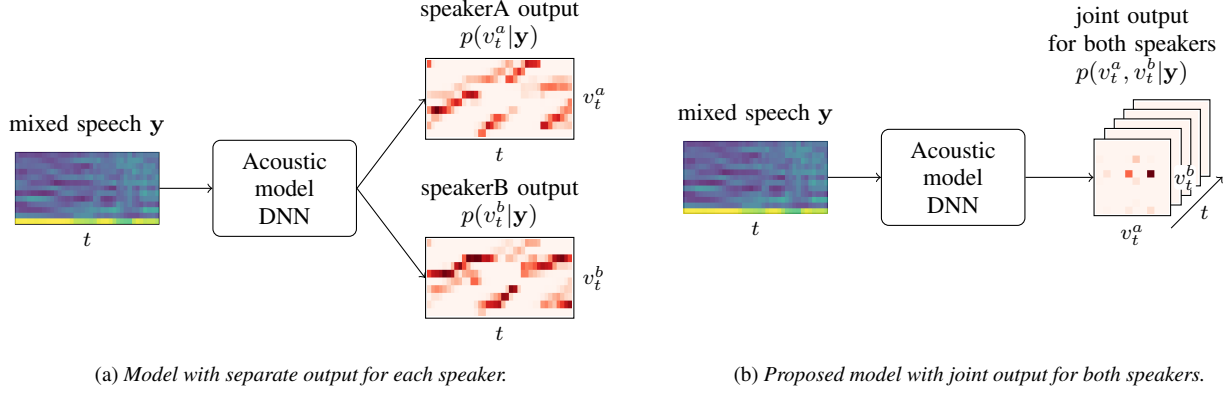 speakerA output
p(v_t^a|y)
v_t^a
t
mixed speech y
t
Acoustic
model
DNN
speakerB output
p(v_t^b|y)
v_t^b
t
(a) Model with separate output for each speaker.
joint output
for both speakers
p(v_t^a, v_t^b|y)
mixed speech y
t
Acoustic
model
DNN
v_t^b
v_t^a
t
(b) Proposed model with joint output for both speakers.